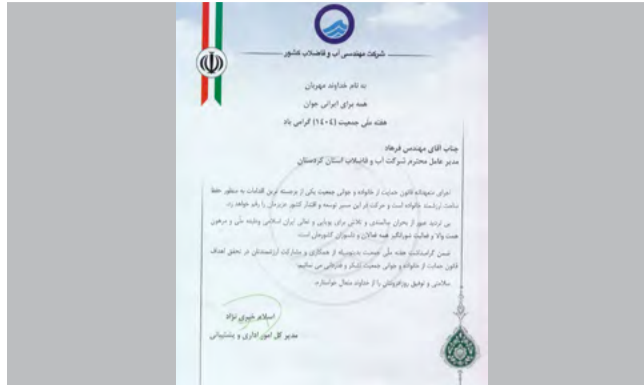 شرکت مهندسی آب و فاضلاب کشور
به نام خداوند مهربان
همه برای ایرانی جوان
هفته ملی جمعیت (۱۴۰۴) گرامی باد
جناب آقای مهندس فرهاد
مدیر عامل محترم شرکت آب و فاضلاب استان کردستان
اجرای متعهدانه قانون حمایت از خانواده و جوانی جمعیت یکی از برجسته ترین اقدامات به منظور حفظ
ساحت ارزشمند خانواده است و حرکت در این مسیر توسعه و اقتدار کشور عزیزمان را رقم خواهد زد.
بی تردید عبور از بحران سالمندی و تلاش برای پویایی و تعالی ایران اسلامی وظیفه ملی و مرهون
همت والا و فعالیت شورانگیز همه فعالان و دلسوزان کشورمان است.
ضمن گرامیداشت هفته ملی جمعیت بدینوسیله از همکاری و مشارکت ارزشمندتان در تحقق اهداف
قانون حمایت از خانواده و جوانی جمعیت تشکر و قدردانی می نمائیم.
سلامتی و توفیق روزافزونتان را از خداوند متعال خواستارم.
اسلام خیری نژاد
مدیر کل امور اداری و پشتیبانی